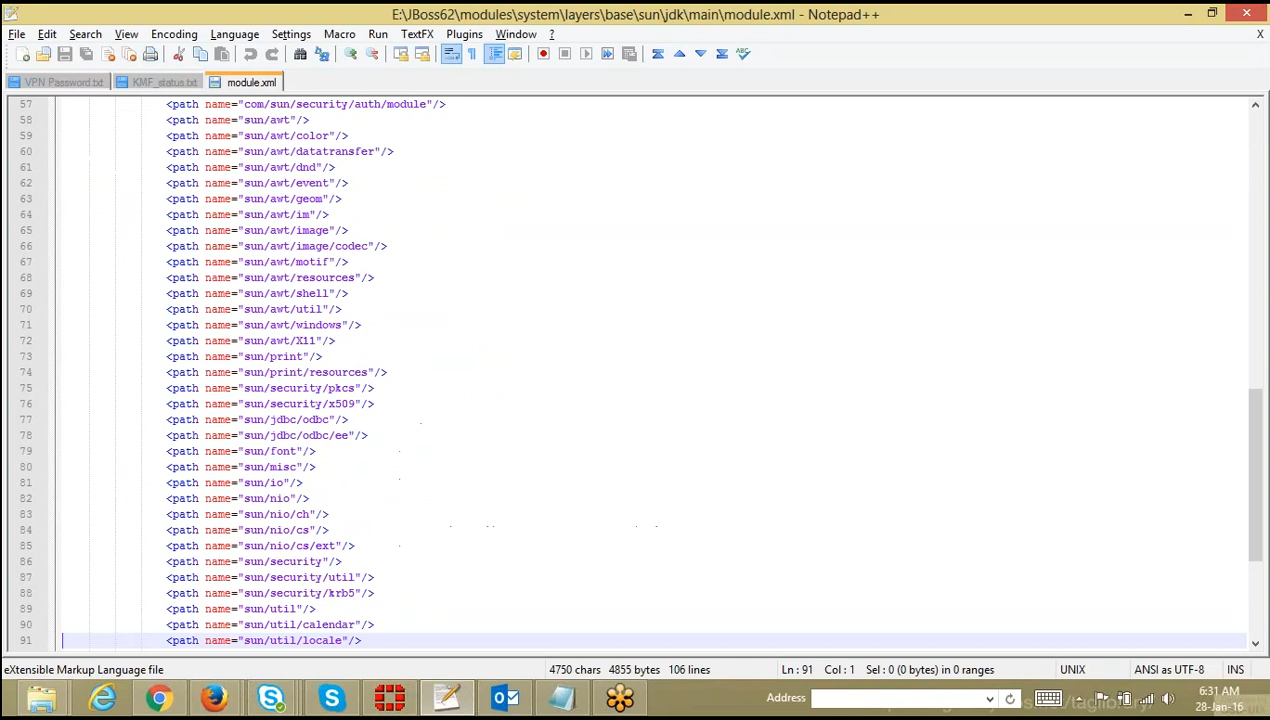 E:\JBoss62\modules\system\layers\base\sun\jdk\main\module.xml - Notepad++
File Edit Search View Encoding Language Settings Macro Run TextFX Plugins Window ? X
VPN Password.txt KMF_status.txt module.xml
57 <path name="com/sun/security/auth/module"/>
58 <path name="sun/awt"/>
59 <path name="sun/awt/color"/>
60 <path name="sun/awt/datatransfer"/>
61 <path name="sun/awt/dnd"/>
62 <path name="sun/awt/event"/>
63 <path name="sun/awt/geom"/>
64 <path name="sun/awt/im"/>
65 <path name="sun/awt/image"/>
66 <path name="sun/awt/image/codec"/>
67 <path name="sun/awt/motif"/>
68 <path name="sun/awt/resources"/>
69 <path name="sun/awt/shell"/>
70 <path name="sun/awt/util"/>
71 <path name="sun/awt/windows"/>
72 <path name="sun/awt/X11"/>
73 <path name="sun/print"/>
74 <path name="sun/print/resources"/>
75 <path name="sun/security/pkcs"/>
76 <path name="sun/security/x509"/>
77 <path name="sun/jdbc/odbc"/>
78 <path name="sun/jdbc/odbc/ee"/>
79 <path name="sun/font"/>
80 <path name="sun/misc"/>
81 <path name="sun/io"/>
82 <path name="sun/nio"/>
83 <path name="sun/nio/ch"/>
84 <path name="sun/nio/cs"/>
85 <path name="sun/nio/cs/ext"/>
86 <path name="sun/security"/>
87 <path name="sun/security/util"/>
88 <path name="sun/security/krb5"/>
89 <path name="sun/util"/>
90 <path name="sun/util/calendar"/>
91 <path name="sun/util/locale"/>
eXtensible Markup Language file 4750 chars 4855 bytes 106 lines Ln : 91 Col : 1 Sel : 0 (0 bytes) in 0 ranges UNIX ANSI as UTF-8 INS
Address 6:31 AM
28-Jan-16